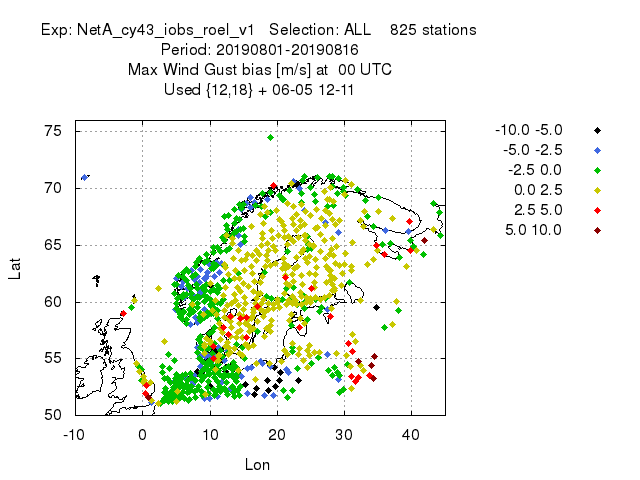 Exp: NetA_cy43_iobs_roel_v1 Selection: ALL 825 stations
Period: 20190801-20190816
Max Wind Gust bias [m/s] at 00 UTC
Used {12,18} + 06-05 12-11
75
70
65
60
55
50
-10 0 10 20 30 40
Lat
Lon
-10.0 -5.0
-5.0 -2.5
-2.5 0.0
0.0 2.5
2.5 5.0
5.0 10.0